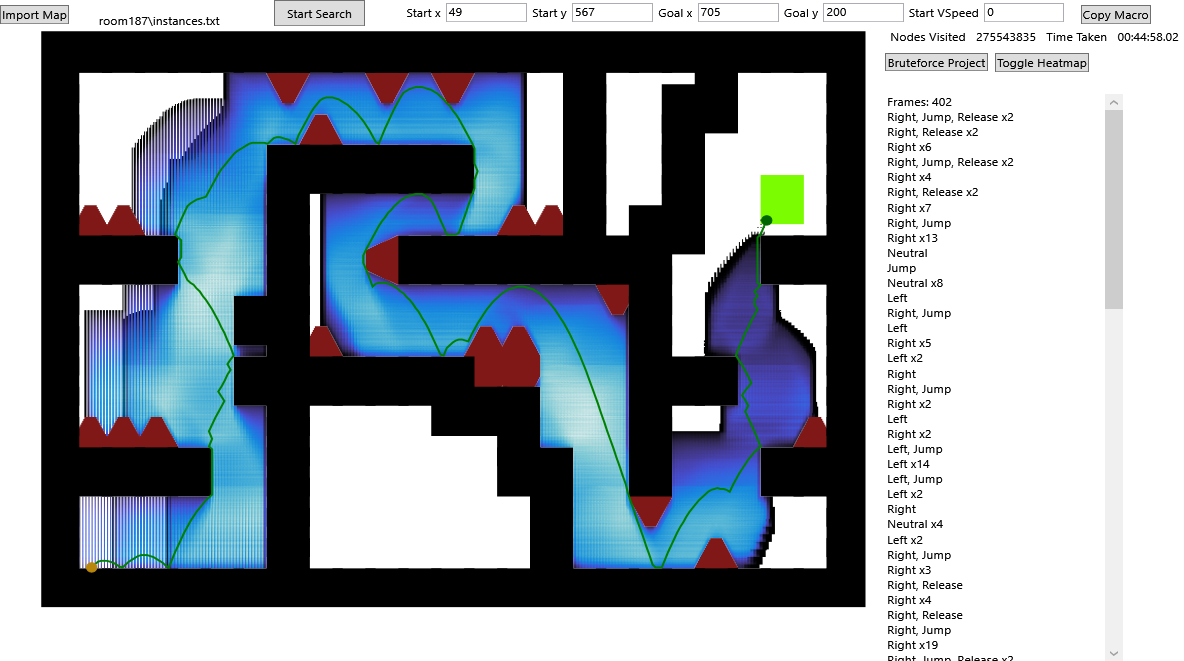 Import Map
room187\instances.txt
Start Search
Start x 49 Start y 567 Goal x 705 Goal y 200 Start VSpeed 0
Copy Macro
Nodes Visited 275543835 Time Taken 00:44:58.02
Bruteforce Project Toggle Heatmap
Frames: 402
Right, Jump, Release x2
Right, Release x2
Right x6
Right, Jump, Release x2
Right x4
Right, Release x2
Right x7
Right, Jump
Right x13
Neutral
Jump
Neutral x8
Left
Right, Jump
Left
Right x5
Left x2
Right
Right, Jump
Right x2
Left
Right x2
Left, Jump
Left x14
Left, Jump
Left x2
Right
Neutral x4
Left x2
Right, Jump
Right x3
Right, Release
Right x4
Right, Release
Right, Jump
Right x19
Right, Jump, Release x2